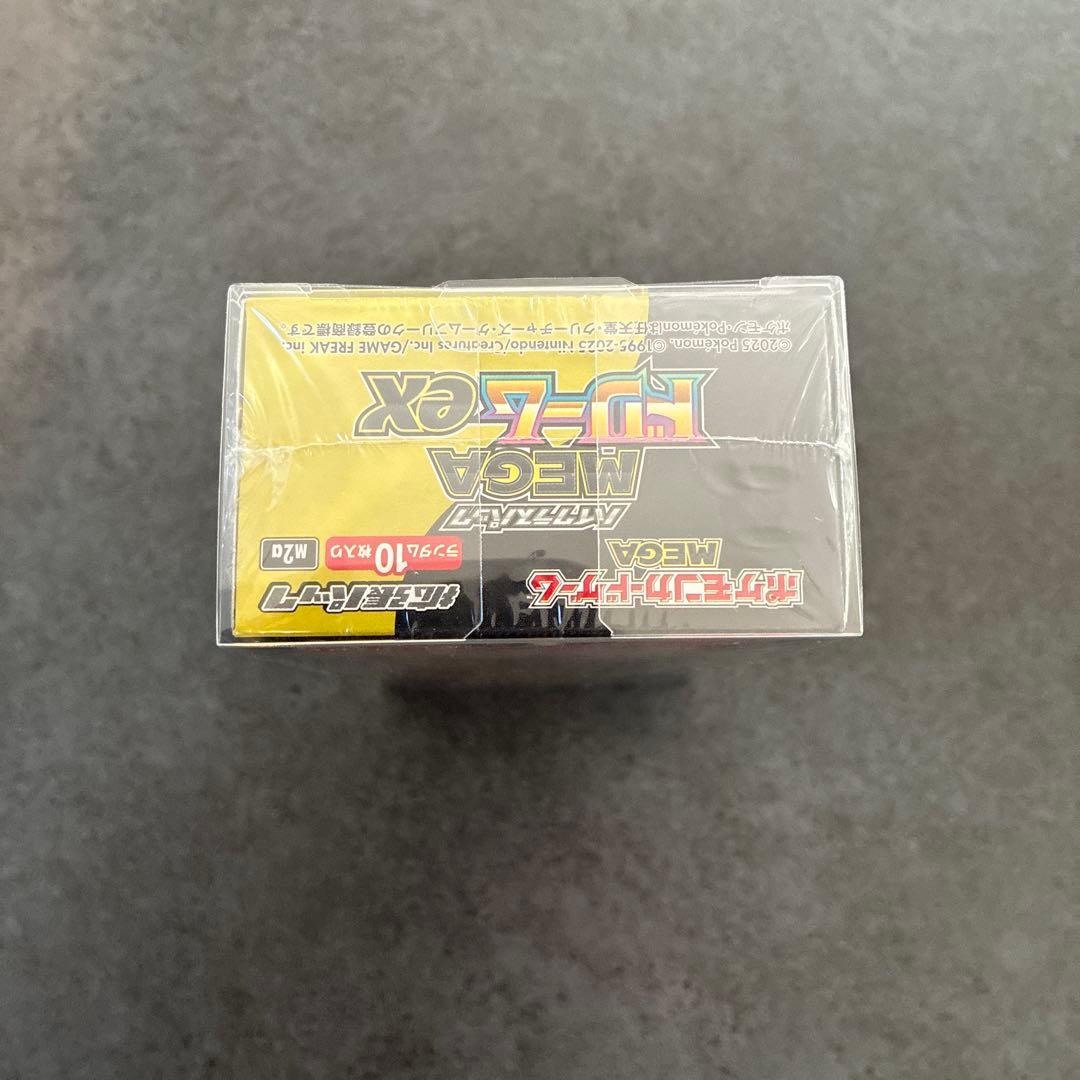 ポケモンカードゲーム
MEGA
拡張パック
ランダム10枚入り
M2a
ハイクラスパック
MEGA
ドリームex
©2025 Pokémon. ©1995-2025 Nintendo/Creatures Inc./GAME FREAK inc.
ポケモン・Pokémonは任天堂・クリーチャーズ・ゲームフリークの登録商標です。